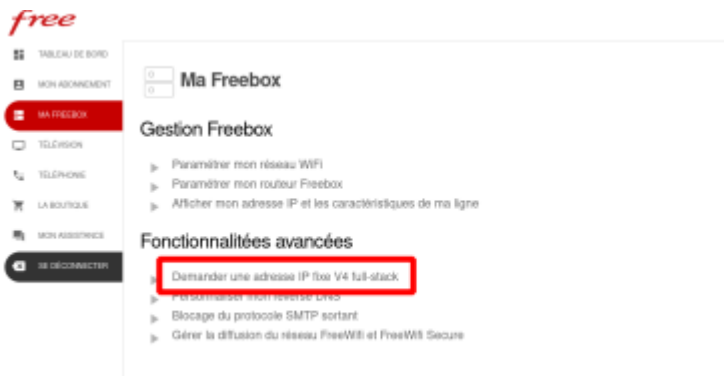 free
TABLEAU DE BORD
MON ABONNEMENT
MA FREEBOX
TÉLÉVISION
TÉLÉPHONE
LA BOUTIQUE
MON ASSISTANCE
SE DÉCONNECTER
Ma Freebox
Gestion Freebox
Paramétrer mon réseau WiFi
Paramétrer mon routeur Freebox
Afficher mon adresse IP et les caractéristiques de ma ligne
Fonctionnalitées avancées
Demander une adresse IP fixe V4 full-stack
Personnaliser mon reverse DNS
Blocage du protocole SMTP sortant
Gérer la diffusion du réseau FreeWifi et FreeWifi Secure